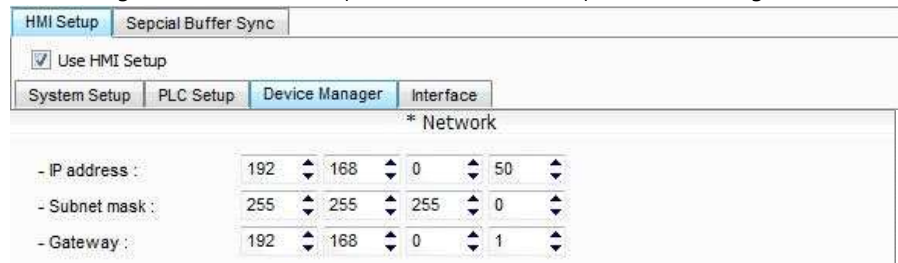 HMI Setup Sepcial Buffer Sync
Use HMI Setup
System Setup PLC Setup Device Manager Interface
* Network
- IP address : 192 168 0 50
- Subnet mask : 255 255 255 0
- Gateway : 192 168 0 1